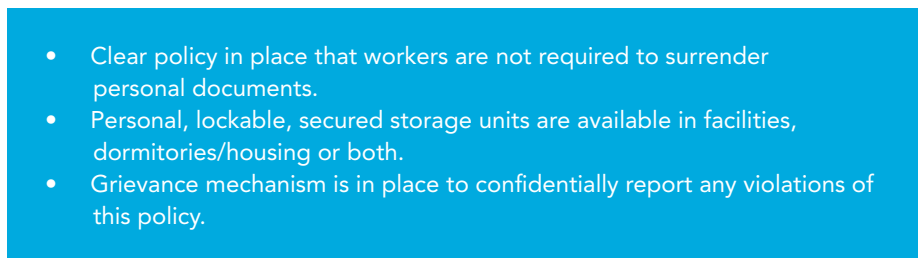 • Clear policy in place that workers are not required to surrender
personal documents.
• Personal, lockable, secured storage units are available in facilities,
dormitories/housing or both.
• Grievance mechanism is in place to confidentially report any violations of
this policy.